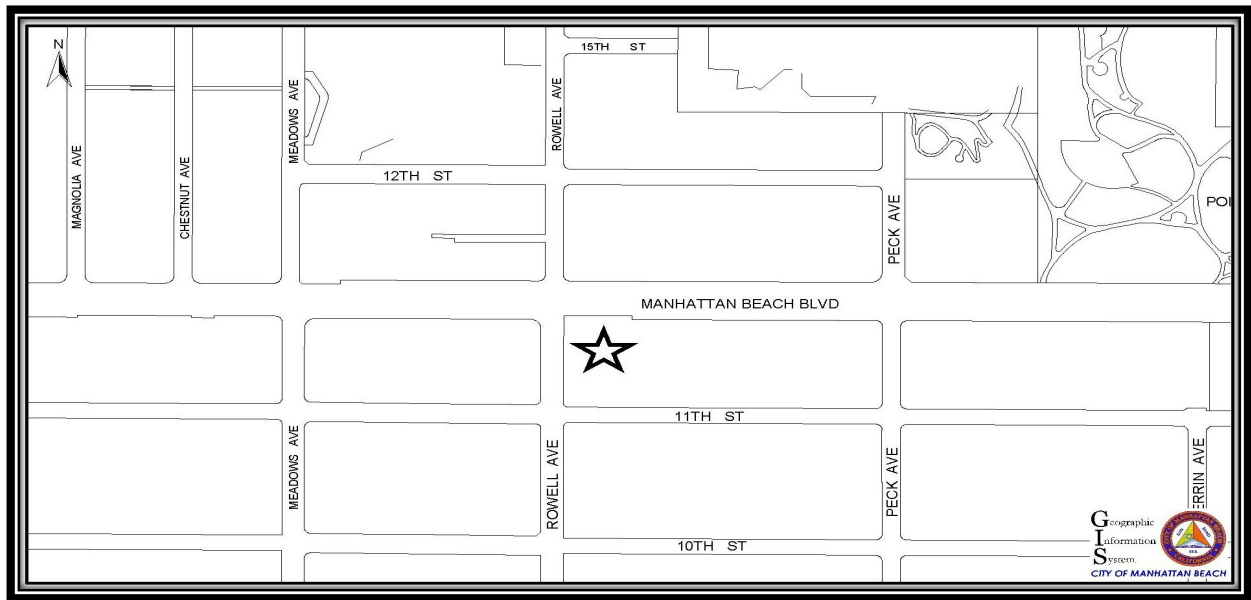 N
15TH ST
MEADOWS AVE
ROWELL AVE
MAGNOLIA AVE
CHESTNUT AVE
12TH ST
PECK AVE
MANHATTAN BEACH BLVD
11TH ST
MEADOWS AVE
ROWELL AVE
PECK AVE
10TH ST
Geographic
Information
System
CITY OF MANHATTAN BEACH